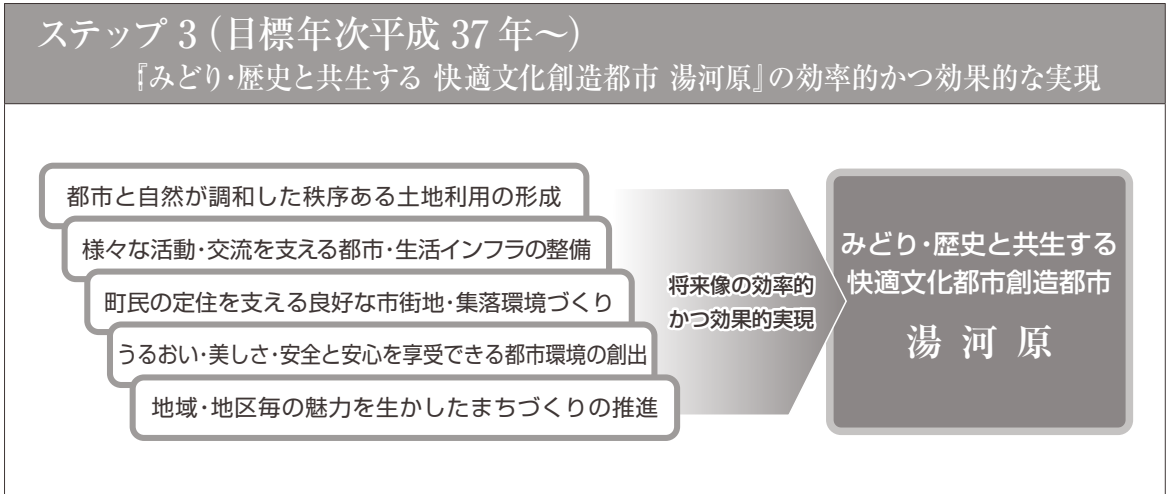 ステップ 3（目標年次平成 37 年～）
『みどり・歴史と共生する 快適文化創造都市 湯河原』の効率的かつ効果的な実現
都市と自然が調和した秩序ある土地利用の形成
様々な活動・交流を支える都市・生活インフラの整備
町民の定住を支える良好な市街地・集落環境づくり
うるおい・美しさ・安全と安心を享受できる都市環境の創出
地域・地区毎の魅力を生かしたまちづくりの推進
将来像の効率的
かつ効果的実現
みどり・歴史と共生する
快適文化都市創造都市
湯 河 原